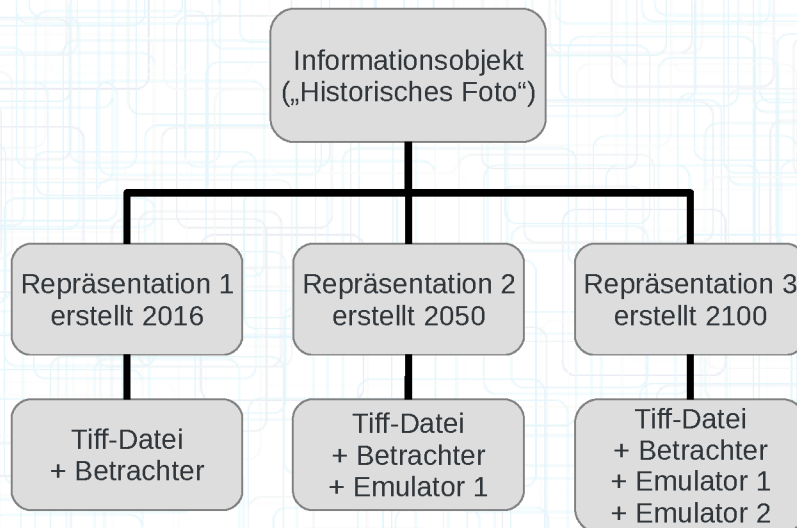 Informationsobjekt
(„Historisches Foto“)
Repräsentation 1
erstellt 2016
Repräsentation 2
erstellt 2050
Repräsentation 3
erstellt 2100
Tiff-Datei
+ Betrachter
Tiff-Datei
+ Betrachter
+ Emulator 1
Tiff-Datei
+ Betrachter
+ Emulator 1
+ Emulator 2